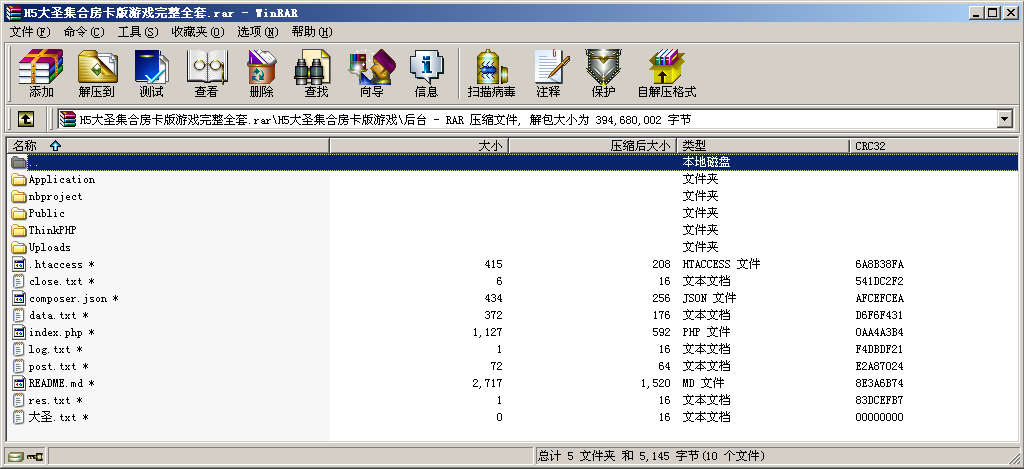 H5大圣集合房卡版游戏完整全套.rar - WinRAR
文件(F) 命令(C) 工具(S) 收藏夹(O) 选项(N) 帮助(H)
添加 解压到 测试 查看 删除 查找 向导 信息 扫描病毒 注释 保护 自解压格式
H5大圣集合房卡版游戏完整全套.rar\H5大圣集合房卡版游戏\后台 - RAR 压缩文件, 解包大小为 394,680,002 字节
名称 大小 压缩后大小 类型 CRC32
.. 本地磁盘
Application 文件夹
nbproject 文件夹
Public 文件夹
ThinkPHP 文件夹
Uploads 文件夹
.htaccess * 415 208 HTACCESS 文件 6A8B38FA
close.txt * 6 16 文本文档 541DC2F2
composer.json * 434 256 JSON 文件 AFCEFCEA
data.txt * 372 176 文本文档 D6F6F431
index.php * 1,127 592 PHP 文件 0AA4A3B4
log.txt * 1 16 文本文档 F4DBDF21
post.txt * 72 64 文本文档 E2A87024
README.md * 2,717 1,520 MD 文件 8E3A6B74
res.txt * 1 16 文本文档 83DCEFB7
大圣.txt * 0 16 文本文档 00000000
总计 5 文件夹 和 5,145 字节(10 个文件)